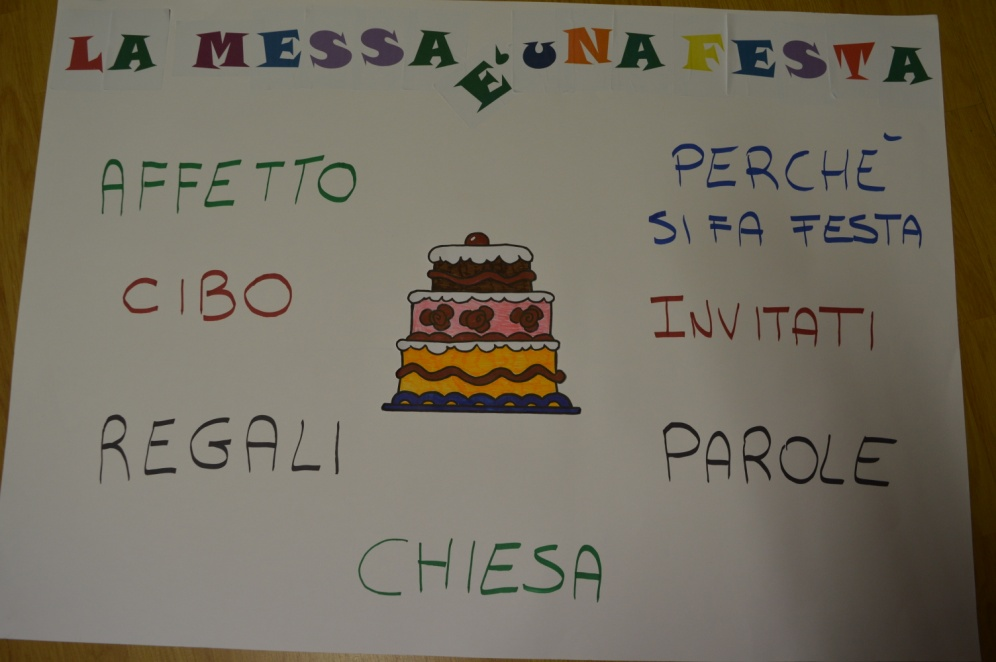 LA MESSA È UNA FESTA
AFFETTO
PERCHÈ
SI FA FESTA
CIBO
INVITATI
REGALI
PAROLE
CHIESA